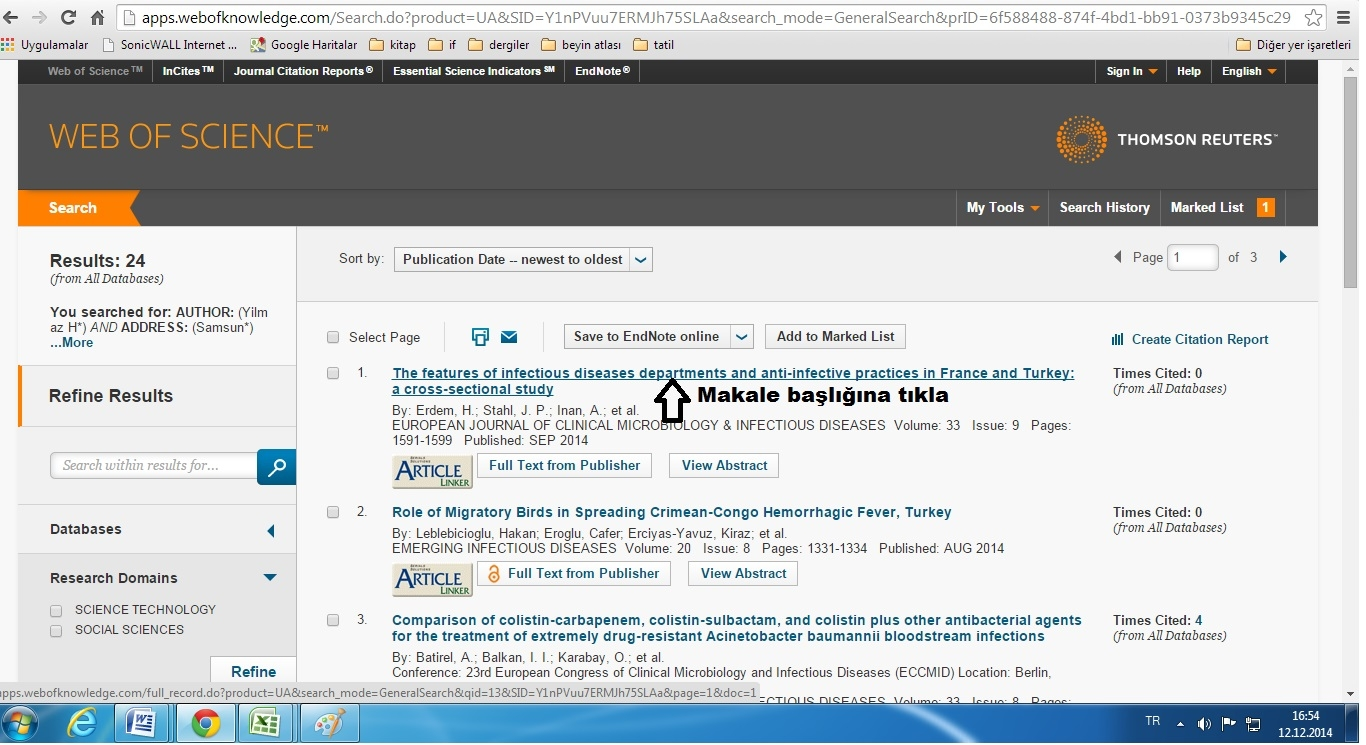 apps.webofknowledge.com/Search.do?product=UA&SID=Y1nPVuu7ERMJh75SLAa&search_mode=GeneralSearch&prID=6f588488-874f-4bd1-bb91-0373b9345c29
Uygulamalar SonicWALL Internet ... Google Haritalar kitap if dergiler beyin atlası tatil Diğer yer işaretleri
Web of Science™ InCites™ Journal Citation Reports® Essential Science Indicators℠ EndNote® Sign In Help English
WEB OF SCIENCE™
THOMSON REUTERS™
Search My Tools Search History Marked List 1
Results: 24
(from All Databases)
You searched for: AUTHOR: (Yilm
az H*) AND ADDRESS: (Samsun*)
...More
Refine Results
Search within results for...
Databases
Research Domains
SCIENCE TECHNOLOGY
SOCIAL SCIENCES
Refine
Sort by: Publication Date -- newest to oldest Page 1 of 3
Select Page Save to EndNote online Add to Marked List Create Citation Report
1. The features of infectious diseases departments and anti-infective practices in France and Turkey:
a cross-sectional study
Makale başlığına tıkla
By: Erdem, H.; Stahl, J. P.; Inan, A.; et al.
EUROPEAN JOURNAL OF CLINICAL MICROBIOLOGY & INFECTIOUS DISEASES Volume: 33 Issue: 9 Pages:
1591-1599 Published: SEP 2014
ARTICLE LINKER Full Text from Publisher View Abstract
Times Cited: 0
(from All Databases)
2. Role of Migratory Birds in Spreading Crimean-Congo Hemorrhagic Fever, Turkey
By: Leblebicioglu, Hakan; Eroglu, Cafer; Erciyas-Yavuz, Kiraz; et al.
EMERGING INFECTIOUS DISEASES Volume: 20 Issue: 8 Pages: 1331-1334 Published: AUG 2014
ARTICLE LINKER Full Text from Publisher View Abstract
Times Cited: 0
(from All Databases)
3. Comparison of colistin-carbapenem, colistin-sulbactam, and colistin plus other antibacterial agents
for the treatment of extremely drug-resistant Acinetobacter baumannii bloodstream infections
By: Batirel, A.; Balkan, I. I.; Karabay, O.; et al.
Conference: 23rd European Congress of Clinical Microbiology and Infectious Diseases (ECCMID) Location: Berlin,
Times Cited: 4
(from All Databases)
apps.webofknowledge.com/full_record.do?product=UA&search_mode=GeneralSearch&qid=13&SID=Y1nPVuu7ERMJh75SLAa&page=1&doc=1
TR 16:54
12.12.2014